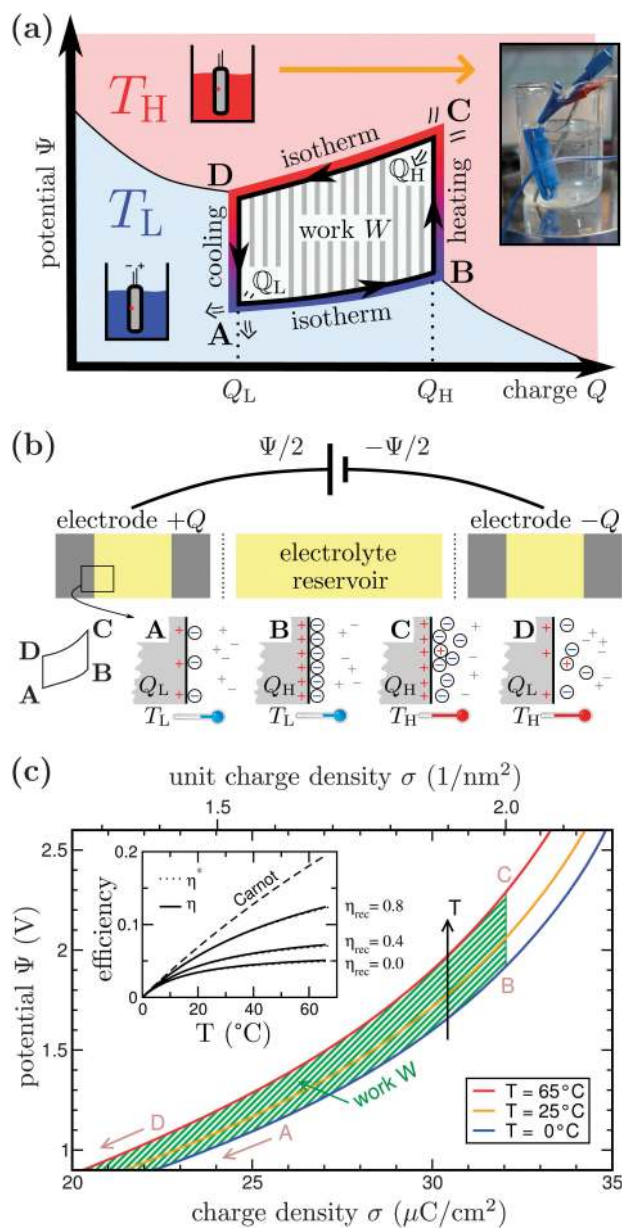 (a)
T_H
C
D
isotherm
ℚ_H
potential Ψ
T_L
cooling
work W
heating
- +
ℚ_L
B
isotherm
A
Q_L
Q_H
charge Q
(b)
Ψ/2
−Ψ/2
electrode +Q
electrode −Q
electrolyte
reservoir
C
D
B
A
A
Q_L
T_L
B
Q_H
T_L
C
Q_H
T_H
D
Q_L
T_H
(c)
unit charge density σ (1/nm²)
1.5
2.0
2.5
0.2
η*
η
Carnot
η_rec = 0.8
C
efficiency
0.1
η_rec = 0.4
T
2
η_rec = 0.0
0
0
20
40
60
T (°C)
B
potential Ψ (V)
1.5
work W
D
A
1
T = 65°C
T = 25°C
T = 0°C
20
25
30
35
charge density σ (μC/cm²)